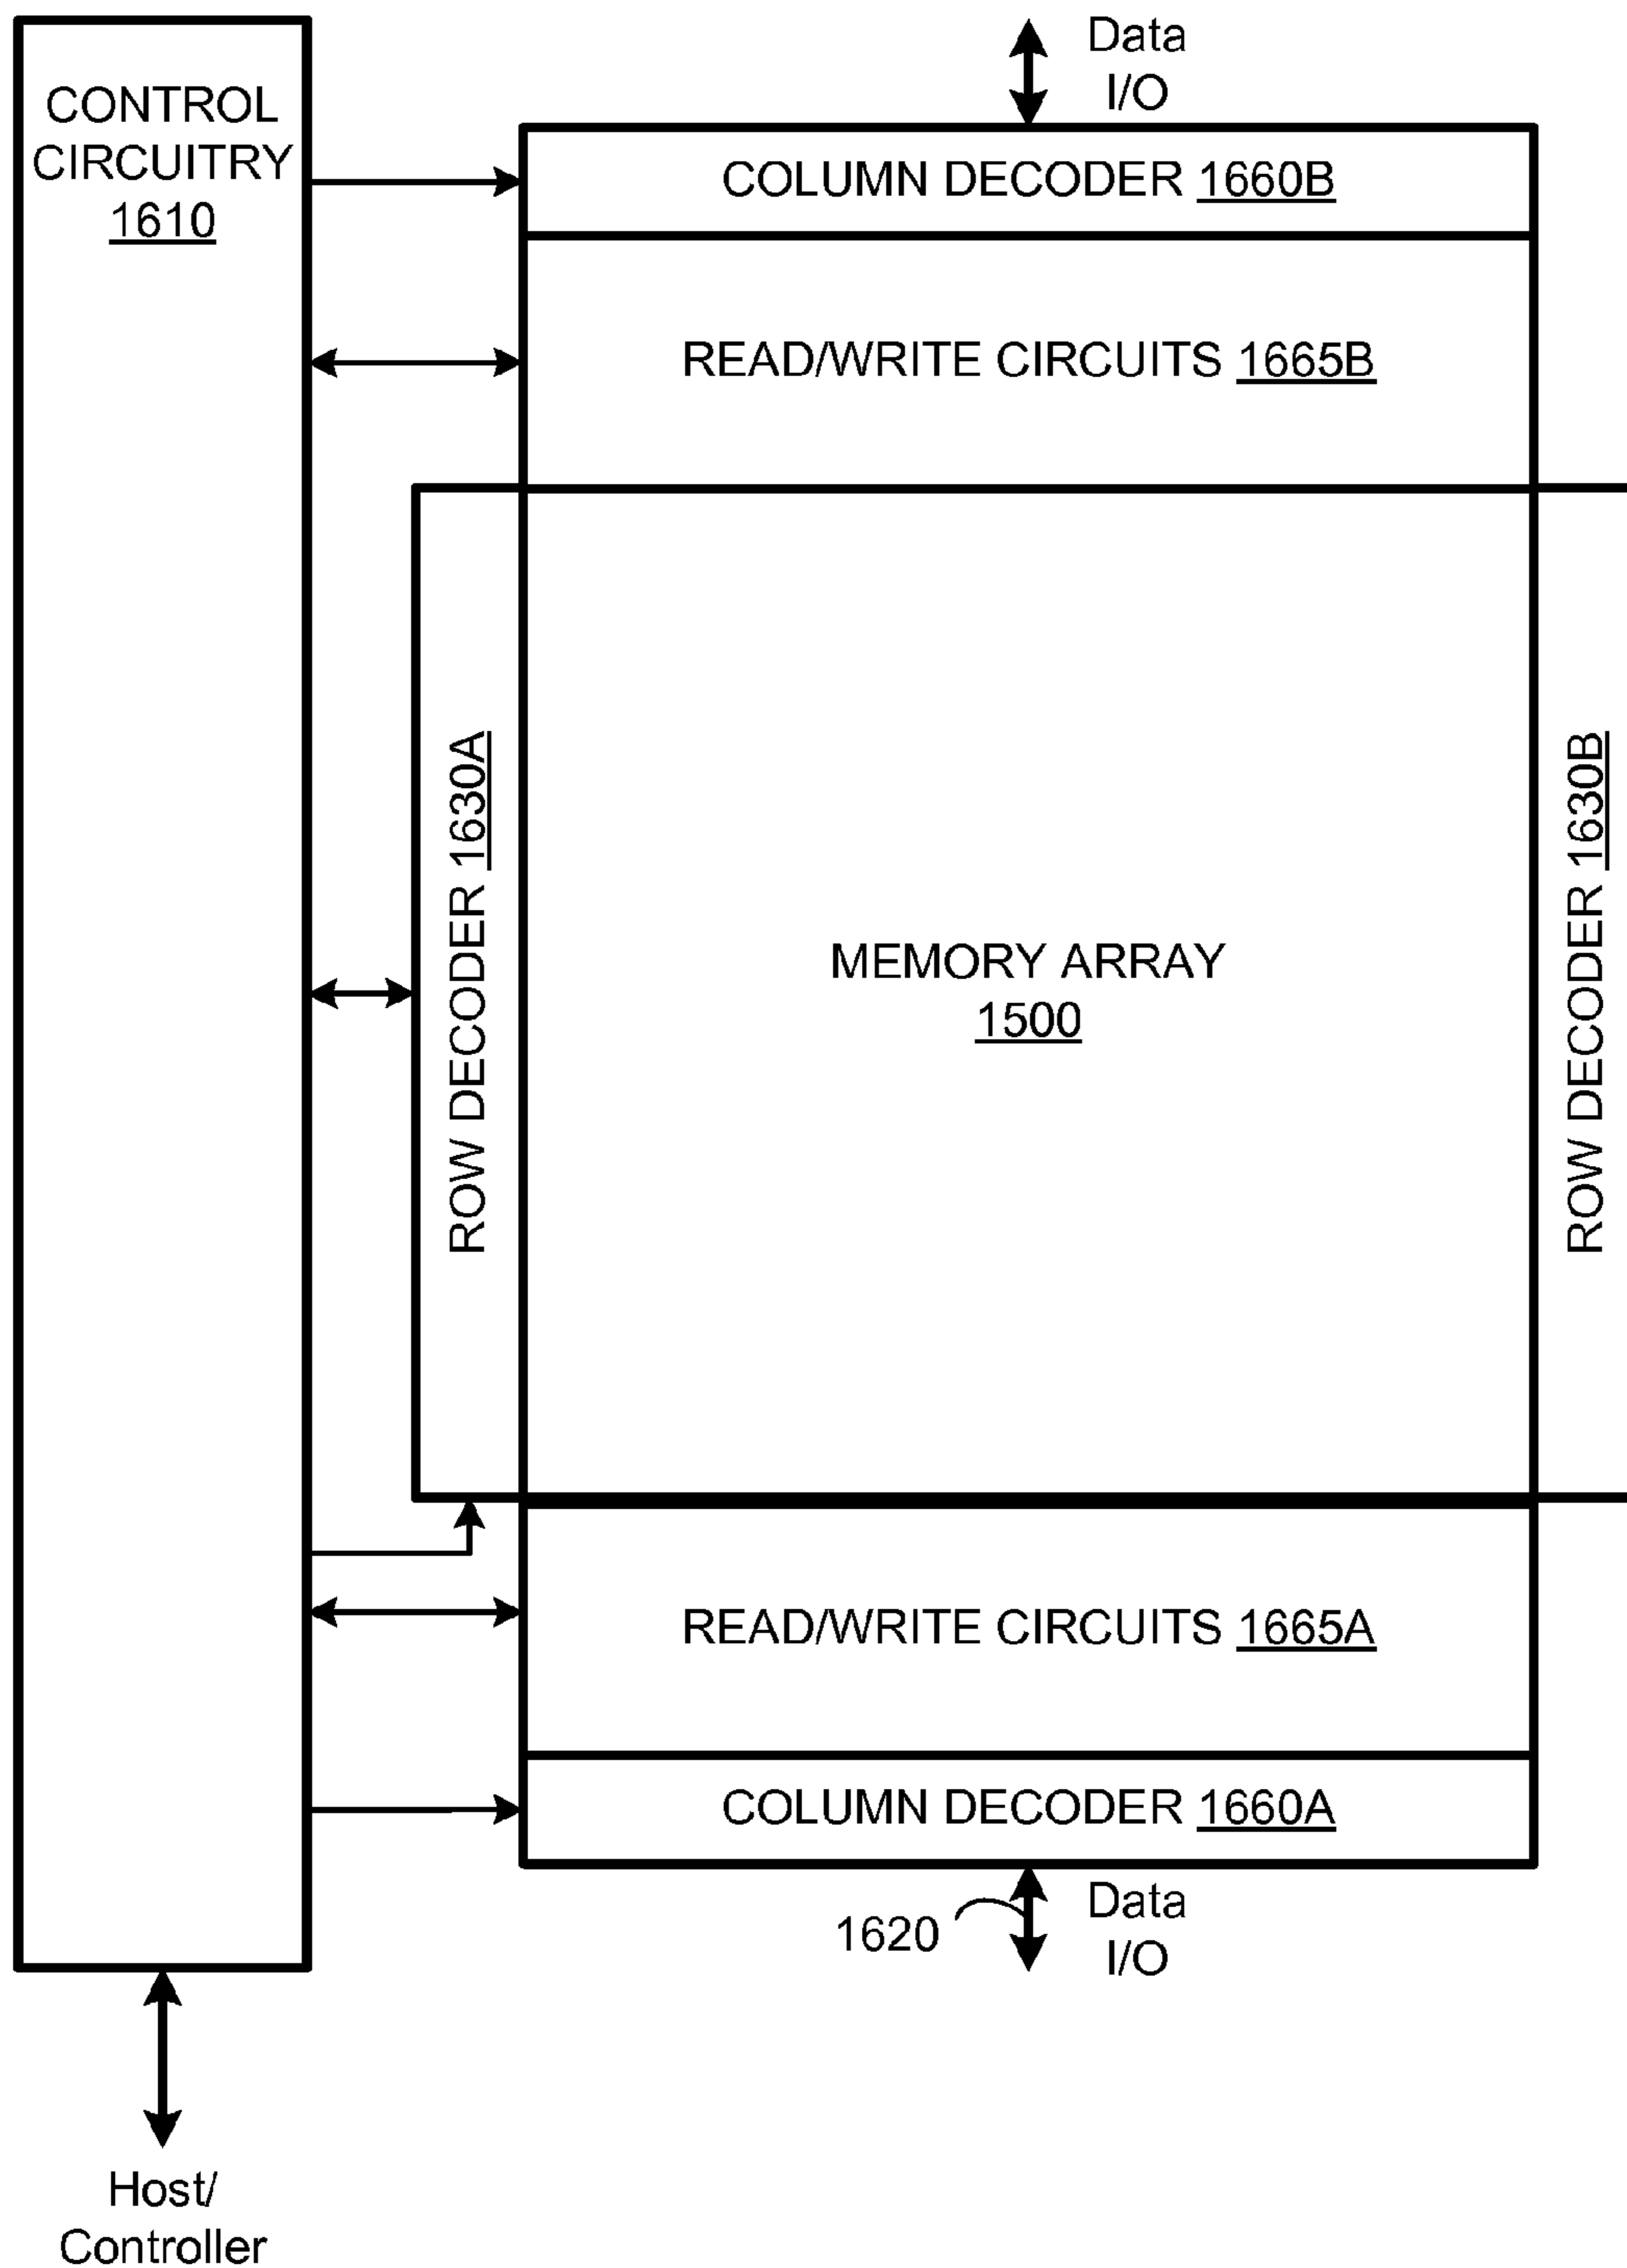 Data
I/O
CONTROL
CIRCUITRY
1610
COLUMN DECODER 1660B
READ/WRITE CIRCUITS 1665B
ROW DECODER 1630A
MEMORY ARRAY
1500
ROW DECODER 1630B
READ/WRITE CIRCUITS 1665A
COLUMN DECODER 1660A
1620
Data
I/O
Host/
Controller